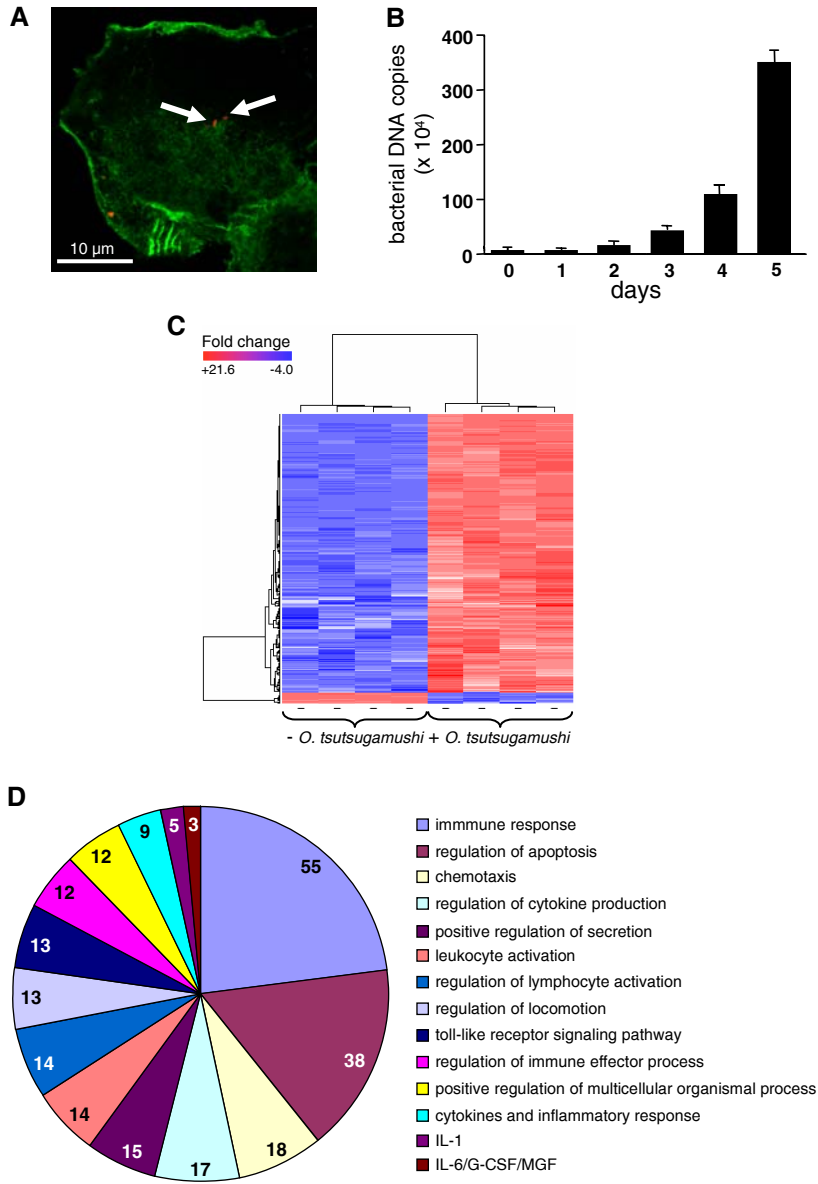 A
10 µm
B
bacterial DNA copies
(x 10⁴)
400
300
200
100
0
0 1 2 3 4 5
days
C
Fold change
+21.6 -4.0
- O. tsutsugamushi + O. tsutsugamushi
D
55
38
18
17
15
14
14
13
13
12
12
9
5
3
immmune response
regulation of apoptosis
chemotaxis
regulation of cytokine production
positive regulation of secretion
leukocyte activation
regulation of lymphocyte activation
regulation of locomotion
toll-like receptor signaling pathway
regulation of immune effector process
positive regulation of multicellular organismal process
cytokines and inflammatory response
IL-1
IL-6/G-CSF/MGF